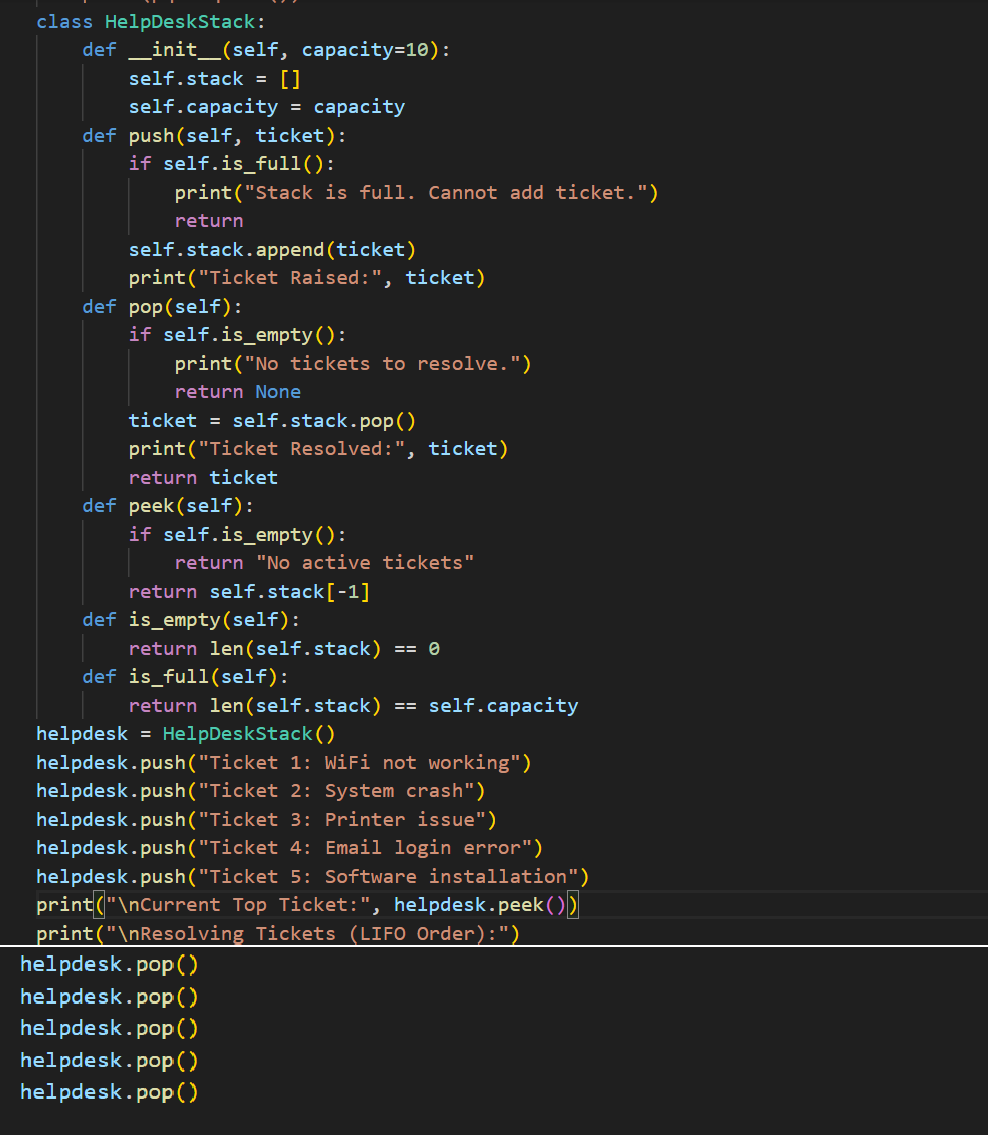 class HelpDeskStack:
    def __init__(self, capacity=10):
        self.stack = []
        self.capacity = capacity
    def push(self, ticket):
        if self.is_full():
            print("Stack is full. Cannot add ticket.")
            return
        self.stack.append(ticket)
        print("Ticket Raised:", ticket)
    def pop(self):
        if self.is_empty():
            print("No tickets to resolve.")
            return None
        ticket = self.stack.pop()
        print("Ticket Resolved:", ticket)
        return ticket
    def peek(self):
        if self.is_empty():
            return "No active tickets"
        return self.stack[-1]
    def is_empty(self):
        return len(self.stack) == 0
    def is_full(self):
        return len(self.stack) == self.capacity
helpdesk = HelpDeskStack()
helpdesk.push("Ticket 1: WiFi not working")
helpdesk.push("Ticket 2: System crash")
helpdesk.push("Ticket 3: Printer issue")
helpdesk.push("Ticket 4: Email login error")
helpdesk.push("Ticket 5: Software installation")
print("\nCurrent Top Ticket:", helpdesk.peek())
print("\nResolving Tickets (LIFO Order):")
helpdesk.pop()
helpdesk.pop()
helpdesk.pop()
helpdesk.pop()
helpdesk.pop()